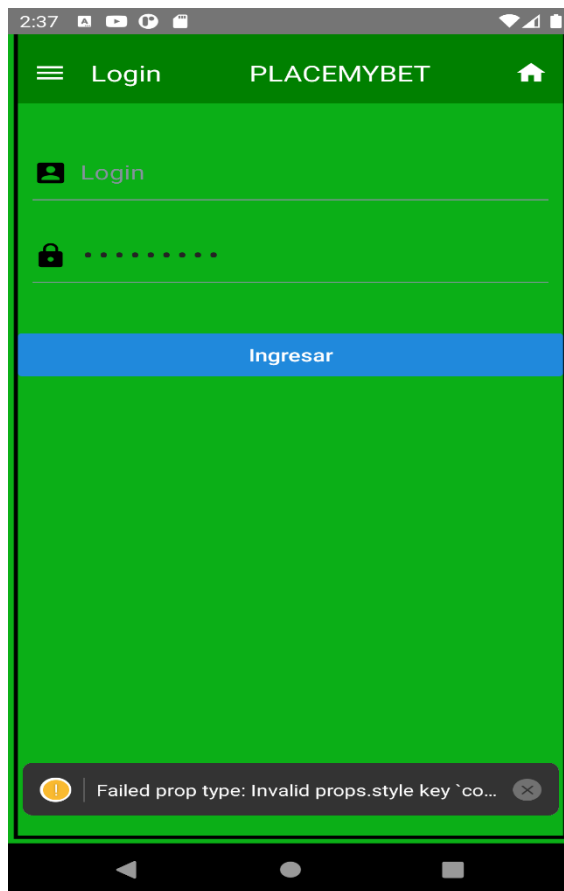 2:37
Login PLACEMYBET
Login
•••••••••
Ingresar
Failed prop type: Invalid props.style key `co...